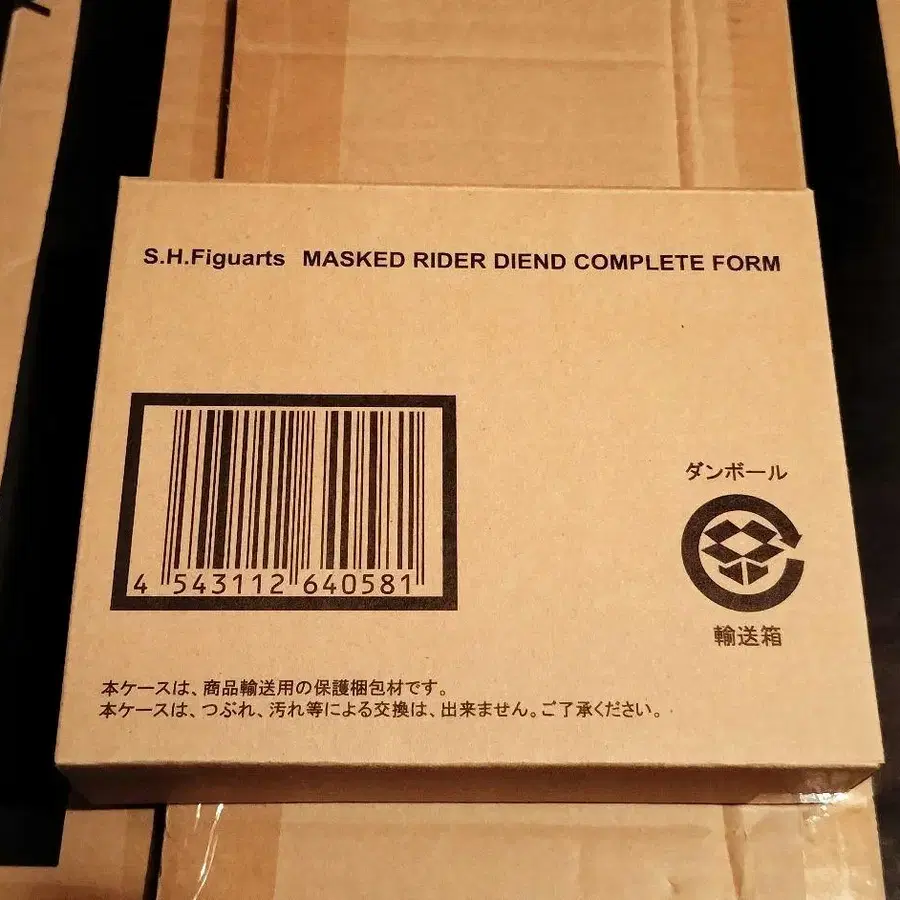 S.H.Figuarts MASKED RIDER DIEND COMPLETE FORM
4 543112 640581
ダンボール
輸送箱
本ケースは、商品輸送用の保護梱包材です。
本ケースは、つぶれ、汚れ等による交換は、出来ません。ご了承ください。